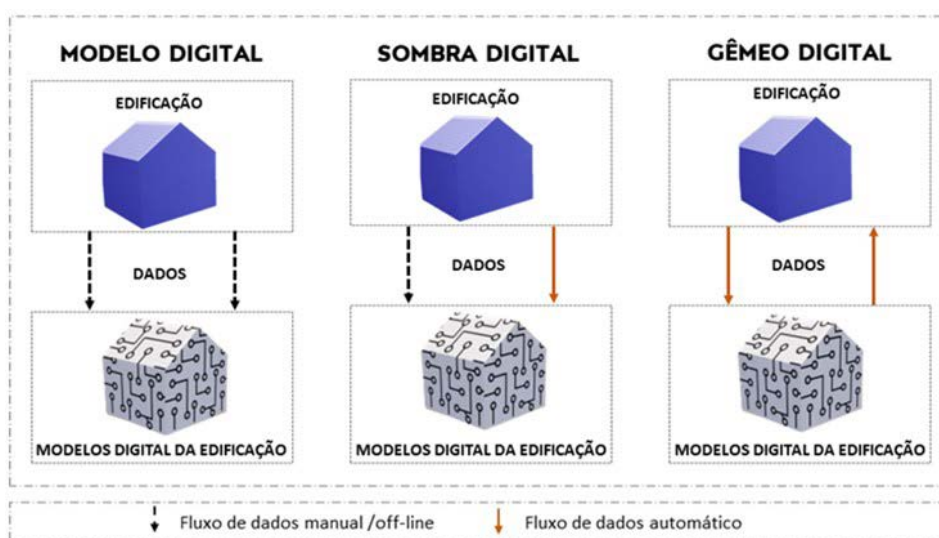 MODELO DIGITAL
EDIFICAÇÃO
DADOS
MODELOS DIGITAL DA EDIFICAÇÃO
SOMBRA DIGITAL
EDIFICAÇÃO
DADOS
MODELOS DIGITAL DA EDIFICAÇÃO
GÊMEO DIGITAL
EDIFICAÇÃO
DADOS
MODELOS DIGITAL DA EDIFICAÇÃO
Fluxo de dados manual /off-line
Fluxo de dados automático